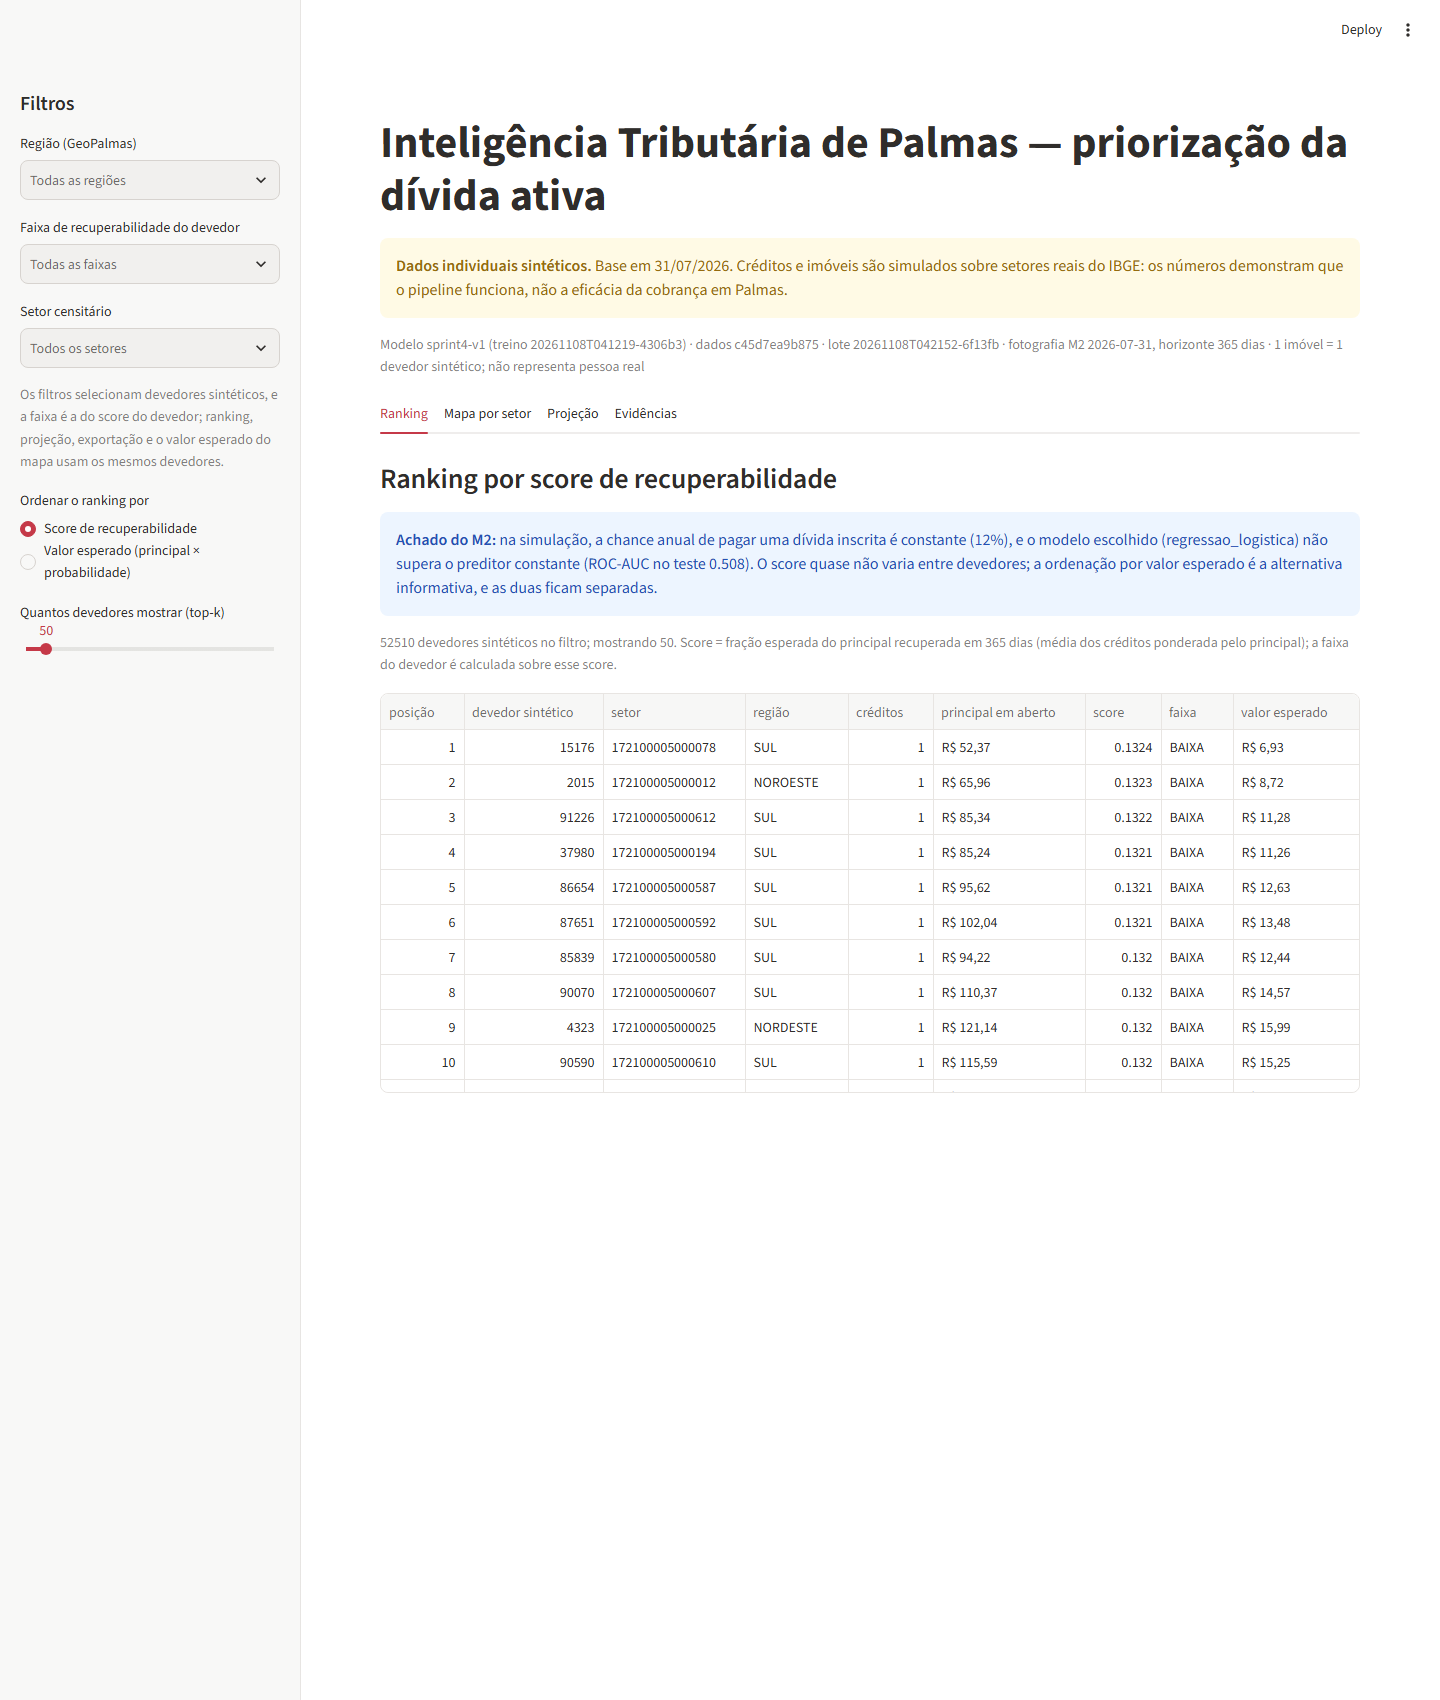 Deploy
Filtros
Região (GeoPalmas)
Todas as regiões
Faixa de recuperabilidade do devedor
Todas as faixas
Setor censitário
Todos os setores
Os filtros selecionam devedores sintéticos, e
a faixa é a do score do devedor; ranking,
projeção, exportação e o valor esperado do
mapa usam os mesmos devedores.
Ordenar o ranking por
Score de recuperabilidade
Valor esperado (principal ×
probabilidade)
Quantos devedores mostrar (top-k)
50
Inteligência Tributária de Palmas — priorização da
dívida ativa
Dados individuais sintéticos. Base em 31/07/2026. Créditos e imóveis são simulados sobre setores reais do IBGE: os números demonstram que
o pipeline funciona, não a eficácia da cobrança em Palmas.
Modelo sprint4-v1 (treino 20261108T041219-4306b3) · dados c45d7ea9b875 · lote 20261108T042152-6f13fb · fotografia M2 2026-07-31, horizonte 365 dias · 1 imóvel = 1
devedor sintético; não representa pessoa real
Ranking Mapa por setor Projeção Evidências
Ranking por score de recuperabilidade
Achado do M2: na simulação, a chance anual de pagar uma dívida inscrita é constante (12%), e o modelo escolhido (regressao_logistica) não
supera o preditor constante (ROC-AUC no teste 0.508). O score quase não varia entre devedores; a ordenação por valor esperado é a alternativa
informativa, e as duas ficam separadas.
52510 devedores sintéticos no filtro; mostrando 50. Score = fração esperada do principal recuperada em 365 dias (média dos créditos ponderada pelo principal); a faixa
do devedor é calculada sobre esse score.
posição devedor sintético setor região créditos principal em aberto score faixa valor esperado
1 15176 172100005000078 SUL 1 R$ 52,37 0.1324 BAIXA R$ 6,93
2 2015 172100005000012 NOROESTE 1 R$ 65,96 0.1323 BAIXA R$ 8,72
3 91226 172100005000612 SUL 1 R$ 85,34 0.1322 BAIXA R$ 11,28
4 37980 172100005000194 SUL 1 R$ 85,24 0.1321 BAIXA R$ 11,26
5 86654 172100005000587 SUL 1 R$ 95,62 0.1321 BAIXA R$ 12,63
6 87651 172100005000592 SUL 1 R$ 102,04 0.1321 BAIXA R$ 13,48
7 85839 172100005000580 SUL 1 R$ 94,22 0.132 BAIXA R$ 12,44
8 90070 172100005000607 SUL 1 R$ 110,37 0.132 BAIXA R$ 14,57
9 4323 172100005000025 NORDESTE 1 R$ 121,14 0.132 BAIXA R$ 15,99
10 90590 172100005000610 SUL 1 R$ 115,59 0.132 BAIXA R$ 15,25